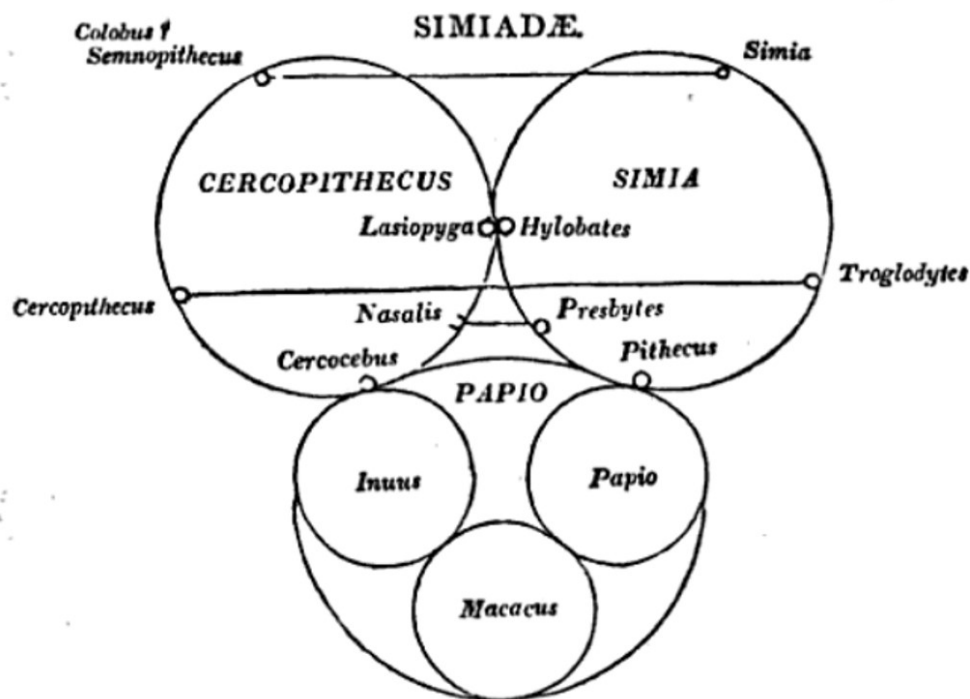 SIMIADÆ.
Colobus ?
Semnopithecus
Simia
CERCOPITHECUS
SIMIA
Lasiopyga
Hylobates
Cercopithecus
Troglodytes
Nasalis
Presbytes
Cercocebus
Pithecus
PAPIO
Inuus
Papio
Macacus